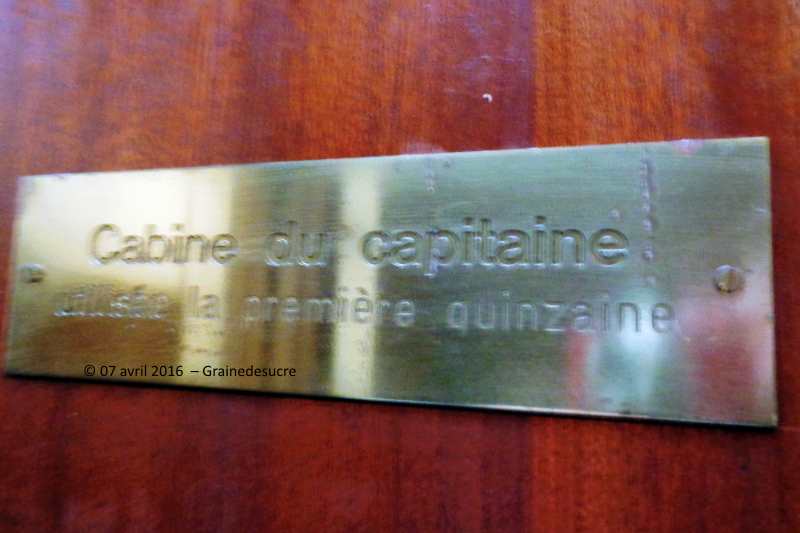 Cabine du capitaine
utilisée la première quinzaine
© 07 avril 2016 – Grainedesucre